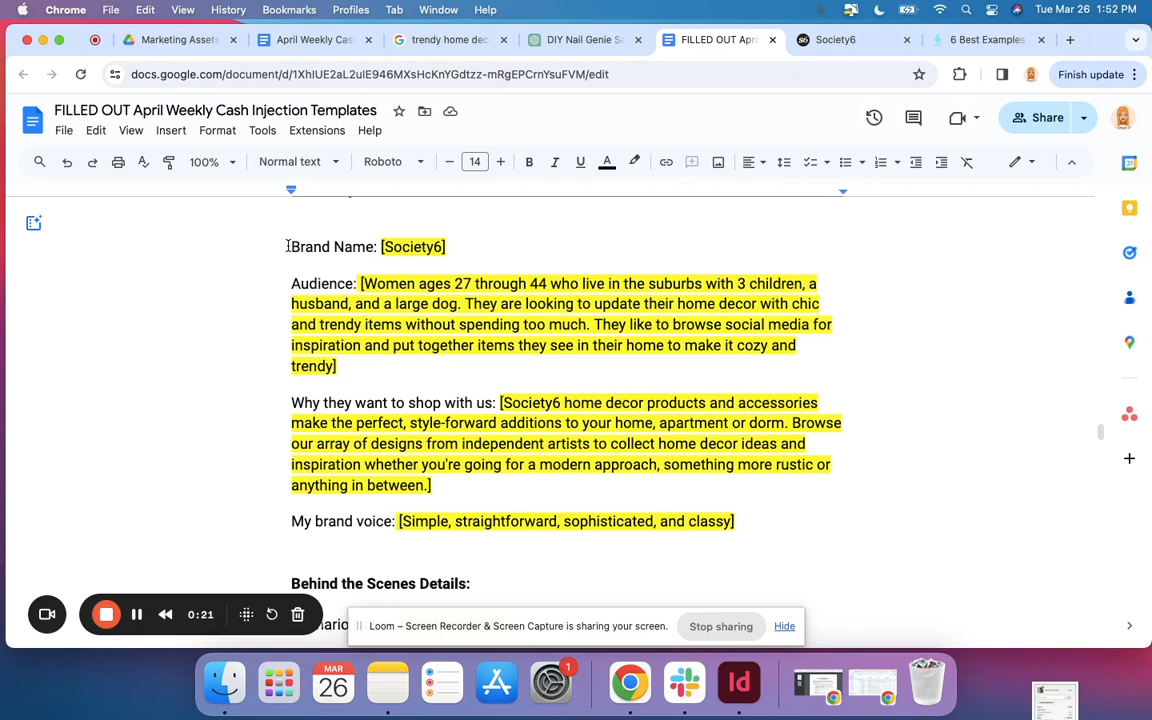 Chrome File Edit View History Bookmarks Profiles Tab Window Help Tue Mar 26 1:52 PM
Marketing Assets
April Weekly Cas
trendy home dec
DIY Nail Genie Sa
FILLED OUT Apri
Society6
6 Best Examples
docs.google.com/document/d/1XhIUE2aL2uIE946MXsHcKnYGdtzz-mRgEPCrnYsuFVM/edit
Finish update
FILLED OUT April Weekly Cash Injection Templates
File Edit View Insert Format Tools Extensions Help
Share
100% Normal text Roboto 14 B I U A
31
Brand Name: [Society6]
Audience: [Women ages 27 through 44 who live in the suburbs with 3 children, a
husband, and a large dog. They are looking to update their home decor with chic
and trendy items without spending too much. They like to browse social media for
inspiration and put together items they see in their home to make it cozy and
trendy]
Why they want to shop with us: [Society6 home decor products and accessories
make the perfect, style-forward additions to your home, apartment or dorm. Browse
our array of designs from independent artists to collect home decor ideas and
inspiration whether you're going for a modern approach, something more rustic or
anything in between.]
My brand voice: [Simple, straightforward, sophisticated, and classy]
Behind the Scenes Details:
0:21
Loom – Screen Recorder & Screen Capture is sharing your screen.
Stop sharing
Hide
MAR
26
1
Id